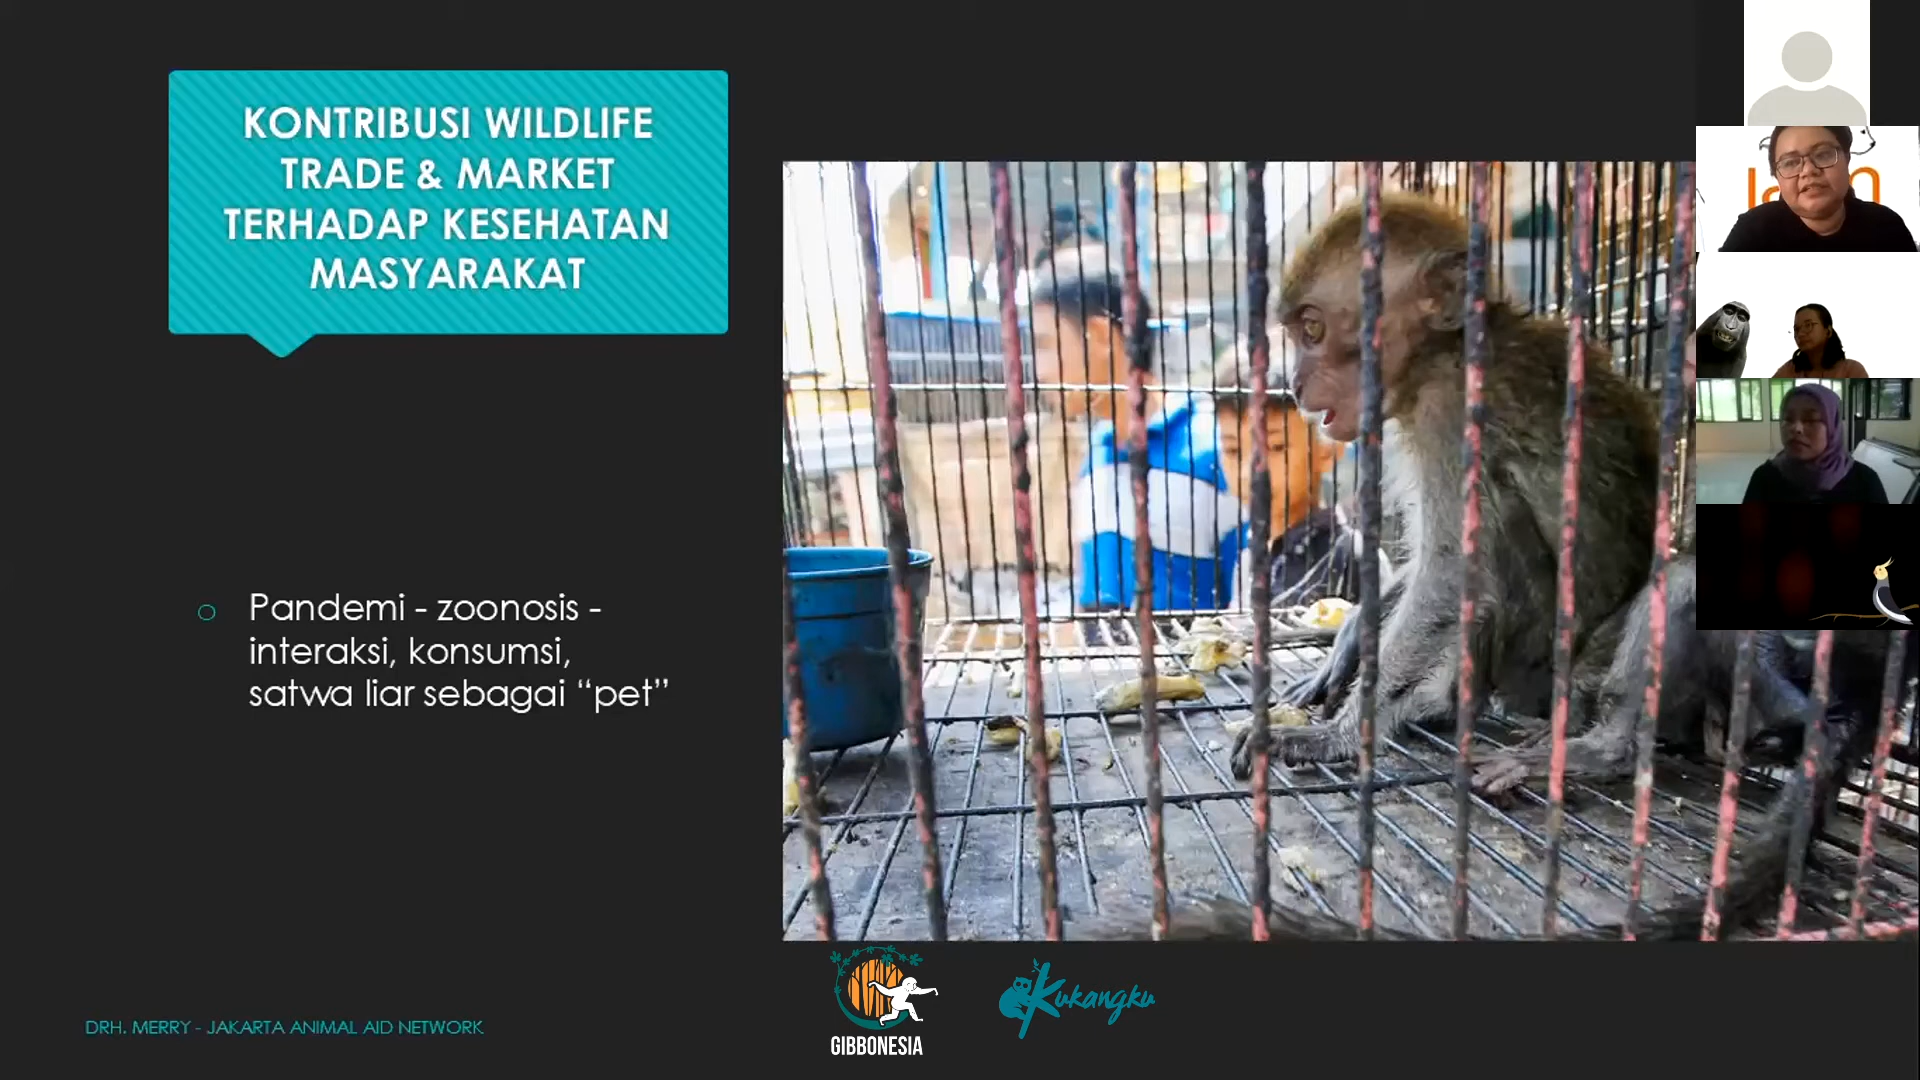 KONTRIBUSI WILDLIFE
TRADE & MARKET
TERHADAP KESEHATAN
MASYARAKAT
Pandemi - zoonosis -
interaksi, konsumsi,
satwa liar sebagai “pet”
GIBBONESIA
Kukangku
DRH. MERRY - JAKARTA ANIMAL AID NETWORK